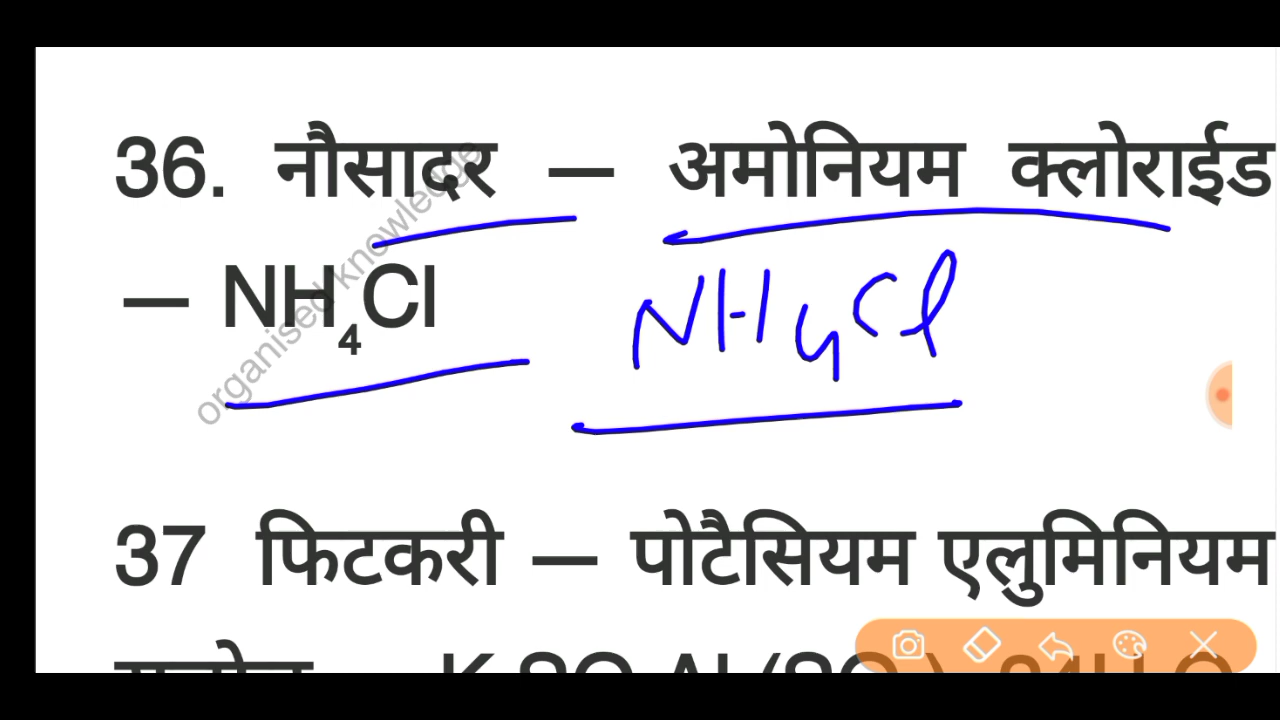 36. नौसादर — अमोनियम क्लोराईड
— NH₄Cl
NH₄Cl
organised knowledge
37 फिटकरी — पोटैसियम एलुमिनियम